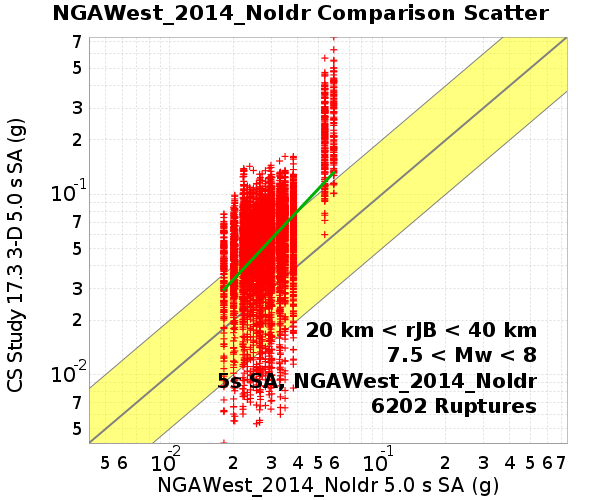 NGAWest_2014_NoIdr Comparison Scatter
CS Study 17.3 3-D 5.0 s SA (g)
7
5
3
2
10-1
7
5
3
2
10-2
7
5
20 km < rJB < 40 km
7.5 < Mw < 8
5s SA, NGAWest_2014_NoIdr
6202 Ruptures
5 6 10-2 2 3 4 5 6 10-1 2 3 4 5 6 7
NGAWest_2014_NoIdr 5.0 s SA (g)